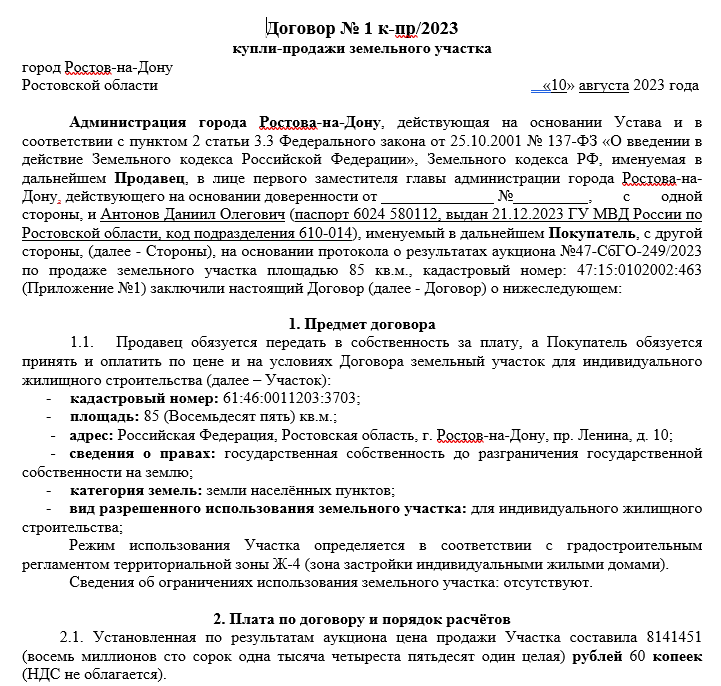 Договор № 1 к-пр/2023
купли-продажи земельного участка
город Ростов-на-Дону
Ростовской области «10» августа 2023 года
Администрация города Ростова-на-Дону, действующая на основании Устава и в
соответствии с пунктом 2 статьи 3.3 Федерального закона от 25.10.2001 № 137-ФЗ «О введении в
действие Земельного кодекса Российской Федерации», Земельного кодекса РФ, именуемая в
дальнейшем Продавец, в лице первого заместителя главы администрации города Ростова-на-
Дону, действующего на основании доверенности от _______________ №__________, с одной
стороны, и Антонов Даниил Олегович (паспорт 6024 580112, выдан 21.12.2023 ГУ МВД России по
Ростовской области, код подразделения 610-014), именуемый в дальнейшем Покупатель, с другой
стороны, (далее - Стороны), на основании протокола о результатах аукциона №47-СбГО-249/2023
по продаже земельного участка площадью 85 кв.м., кадастровый номер: 47:15:0102002:463
(Приложение №1) заключили настоящий Договор (далее - Договор) о нижеследующем:
1. Предмет договора
1.1. Продавец обязуется передать в собственность за плату, а Покупатель обязуется
принять и оплатить по цене и на условиях Договора земельный участок для индивидуального
жилищного строительства (далее – Участок):
- кадастровый номер: 61:46:0011203:3703;
- площадь: 85 (Восемьдесят пять) кв.м.;
- адрес: Российская Федерация, Ростовская область, г. Ростов-на-Дону, пр. Ленина, д. 10;
- сведения о правах: государственная собственность до разграничения государственной
собственности на землю;
- категория земель: земли населённых пунктов;
- вид разрешенного использования земельного участка: для индивидуального жилищного
строительства;
Режим использования Участка определяется в соответствии с градостроительным
регламентом территориальной зоны Ж-4 (зона застройки индивидуальными жилыми домами).
Сведения об ограничениях использования земельного участка: отсутствуют.
2. Плата по договору и порядок расчётов
2.1. Установленная по результатам аукциона цена продажи Участка составила 8141451
(восемь миллионов сто сорок одна тысяча четыреста пятьдесят один целая) рублей 60 копеек
(НДС не облагается).